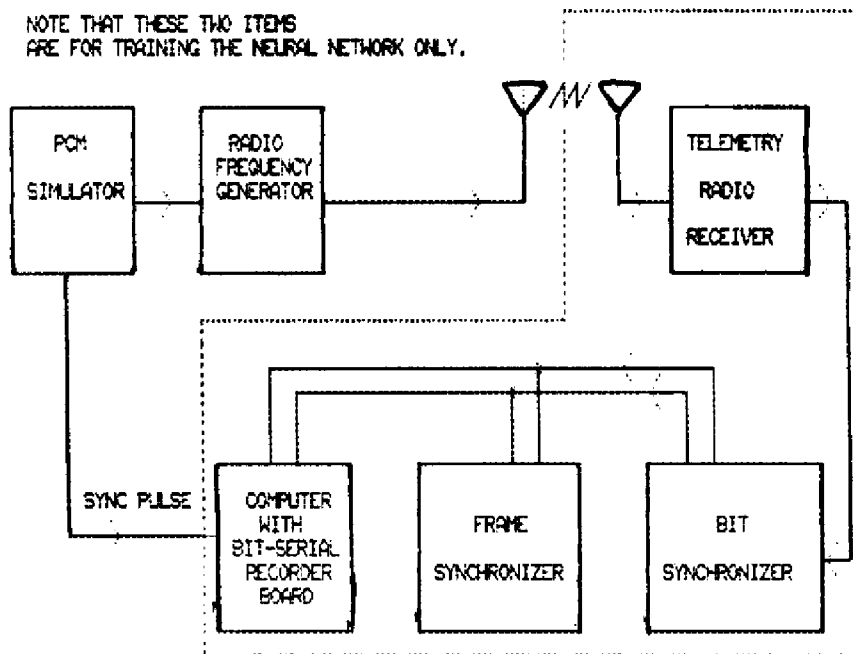 NOTE THAT THESE TWO ITEMS
ARE FOR TRAINING THE NEURAL NETWORK ONLY.
PCM
SIMULATOR
RADIO
FREQUENCY
GENERATOR
TELEMETRY
RADIO
RECEIVER
SYNC PULSE
COMPUTER
WITH
BIT-SERIAL
RECORDER
BOARD
FRAME
SYNCHRONIZER
BIT
SYNCHRONIZER